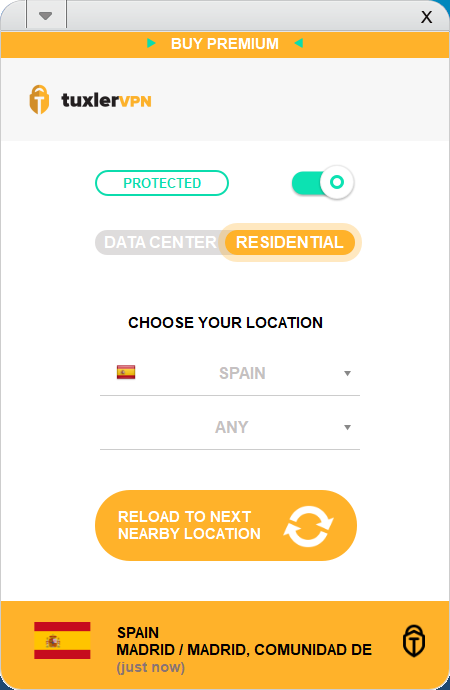 X
BUY PREMIUM
tuxlerVPN
PROTECTED
DATA CENTER RESIDENTIAL
CHOOSE YOUR LOCATION
SPAIN
ANY
RELOAD TO NEXT
NEARBY LOCATION
SPAIN
MADRID / MADRID, COMUNIDAD DE
(just now)